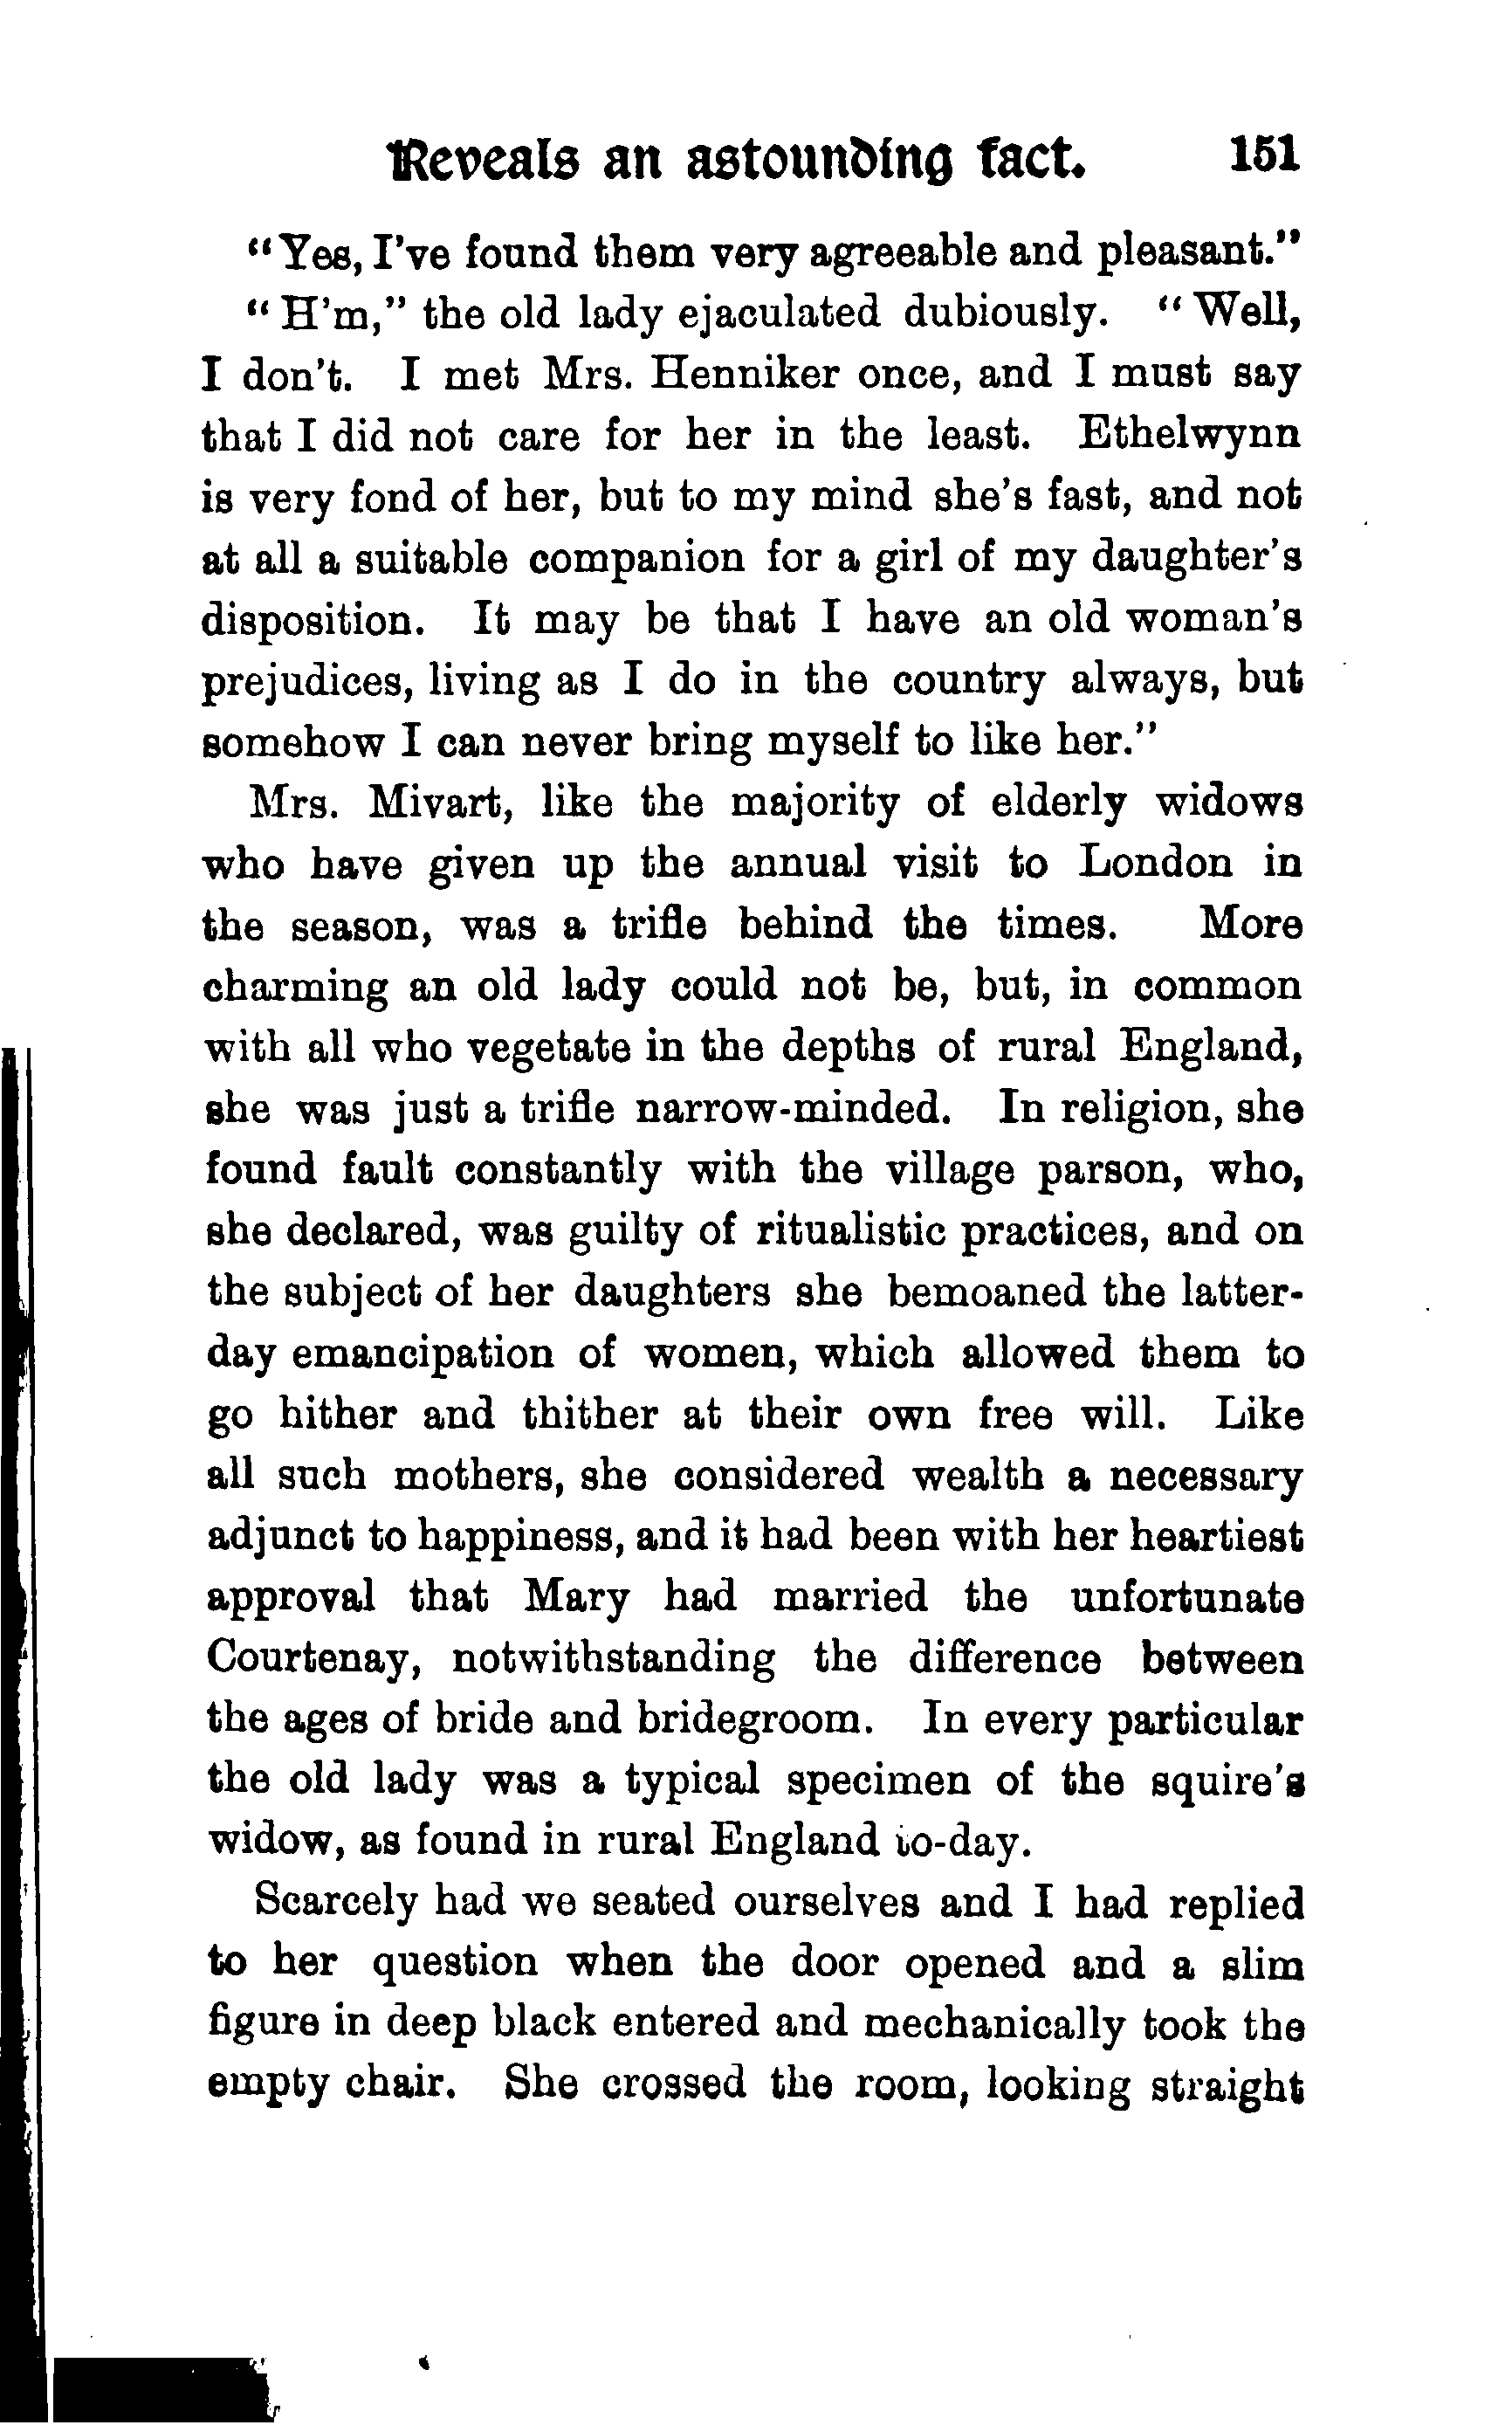 Reveals an astounding fact. 151
"Yes, I've found them very agreeable and pleasant."
"H'm," the old lady ejaculated dubiously. "Well,
I don't. I met Mrs. Henniker once, and I must say
that I did not care for her in the least. Ethelwynn
is very fond of her, but to my mind she's fast, and not
at all a suitable companion for a girl of my daughter's
disposition. It may be that I have an old woman's
prejudices, living as I do in the country always, but
somehow I can never bring myself to like her."
Mrs. Mivart, like the majority of elderly widows
who have given up the annual visit to London in
the season, was a trifle behind the times. More
charming an old lady could not be, but, in common
with all who vegetate in the depths of rural England,
she was just a trifle narrow-minded. In religion, she
found fault constantly with the village parson, who,
she declared, was guilty of ritualistic practices, and on
the subject of her daughters she bemoaned the latter-
day emancipation of women, which allowed them to
go hither and thither at their own free will. Like
all such mothers, she considered wealth a necessary
adjunct to happiness, and it had been with her heartiest
approval that Mary had married the unfortunate
Courtenay, notwithstanding the difference between
the ages of bride and bridegroom. In every particular
the old lady was a typical specimen of the squire's
widow, as found in rural England to-day.
Scarcely had we seated ourselves and I had replied
to her question when the door opened and a slim
figure in deep black entered and mechanically took the
empty chair. She crossed the room, looking straight